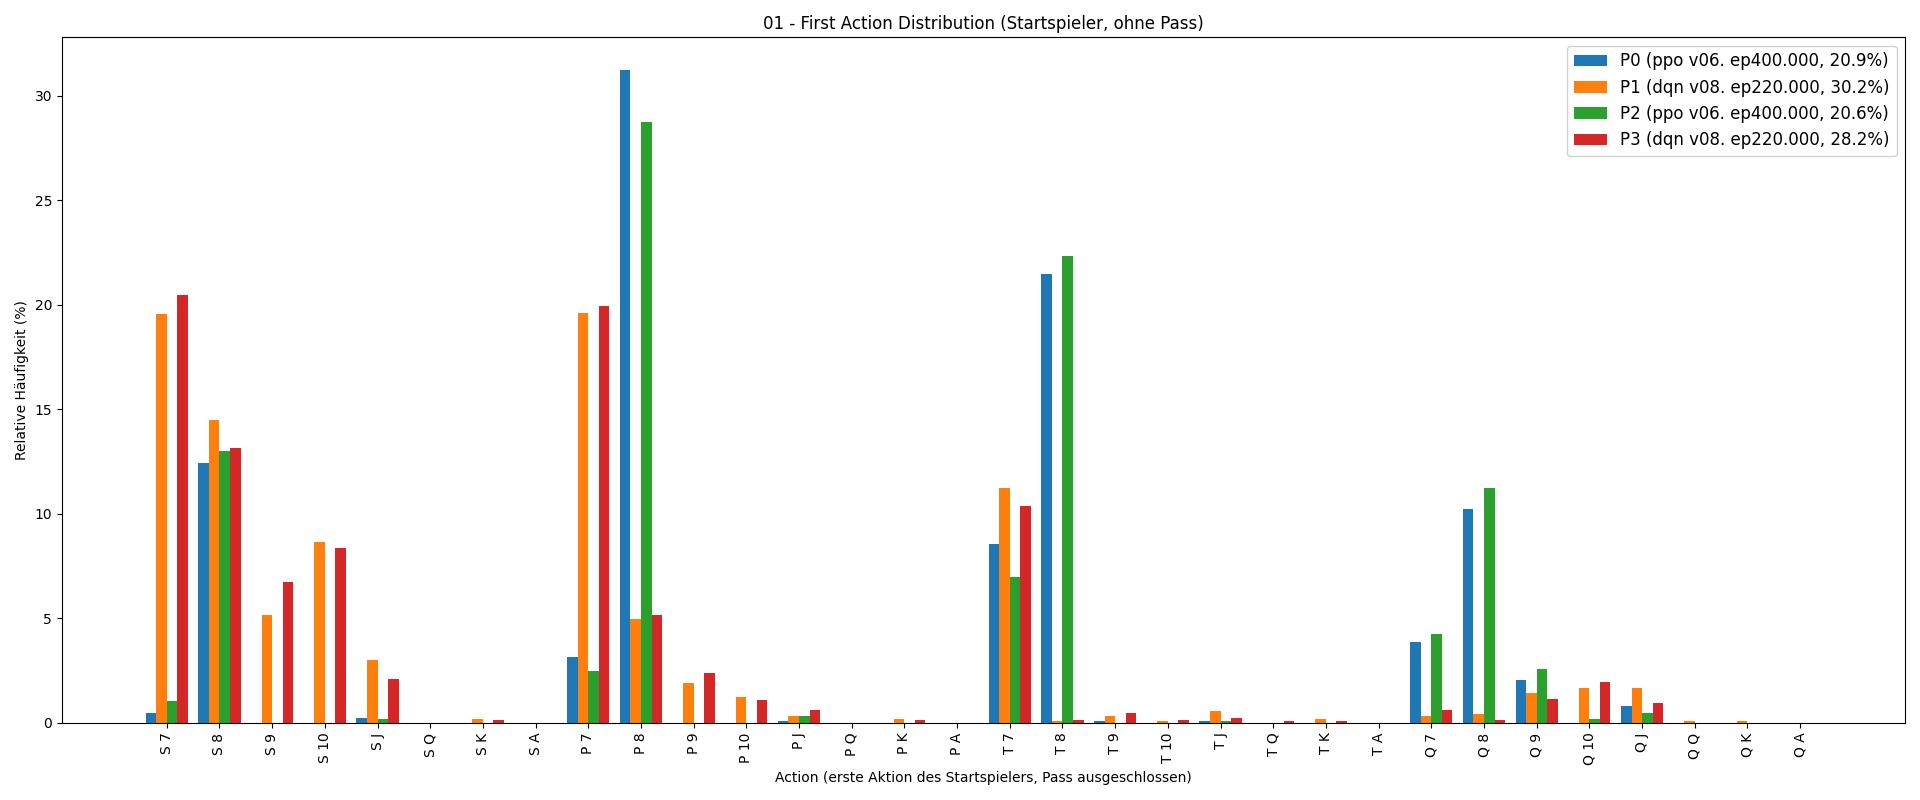 01 - First Action Distribution (Startspieler, ohne Pass)
P0 (ppo v06. ep400.000, 20.9%)
P1 (dqn v08. ep220.000, 30.2%)
P2 (ppo v06. ep400.000, 20.6%)
P3 (dqn v08. ep220.000, 28.2%)
Relative Häufigkeit (%)
30
25
20
15
10
5
0
S 7
S 8
S 9
S 10
S J
S Q
S K
S A
P 7
P 8
P 9
P 10
P J
P Q
P K
P A
T 7
T 8
T 9
T 10
T J
T Q
T K
T A
Q 7
Q 8
Q 9
Q 10
Q J
Q Q
Q K
Q A
Action (erste Aktion des Startspielers, Pass ausgeschlossen)